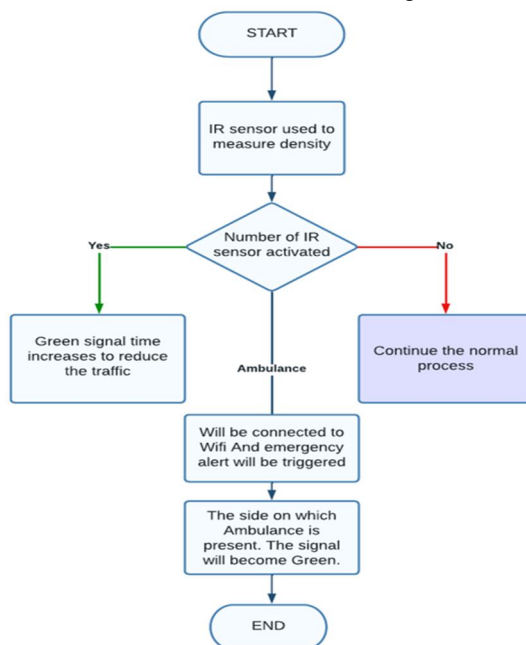 START
IR sensor used to
measure density
Number of IR
sensor activated
Yes
No
Green signal time
increases to reduce
the traffic
Continue the normal
process
Ambulance
Will be connected to
Wifi And emergency
alert will be triggered
The side on which
Ambulance is
present. The signal
will become Green.
END